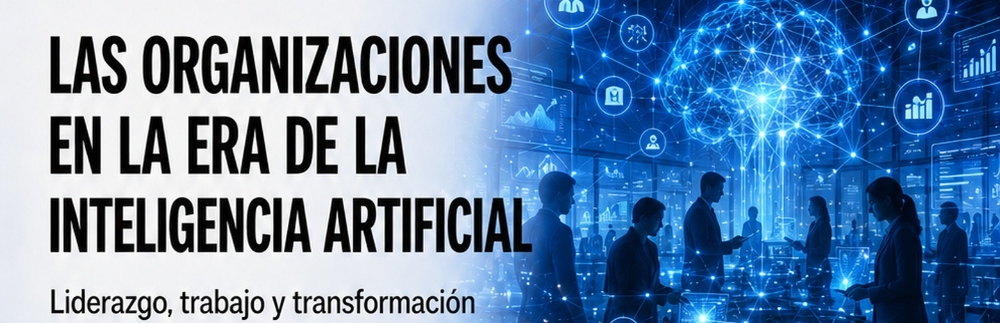 LAS ORGANIZACIONES
EN LA ERA DE LA
INTELIGENCIA ARTIFICIAL
Liderazgo, trabajo y transformación